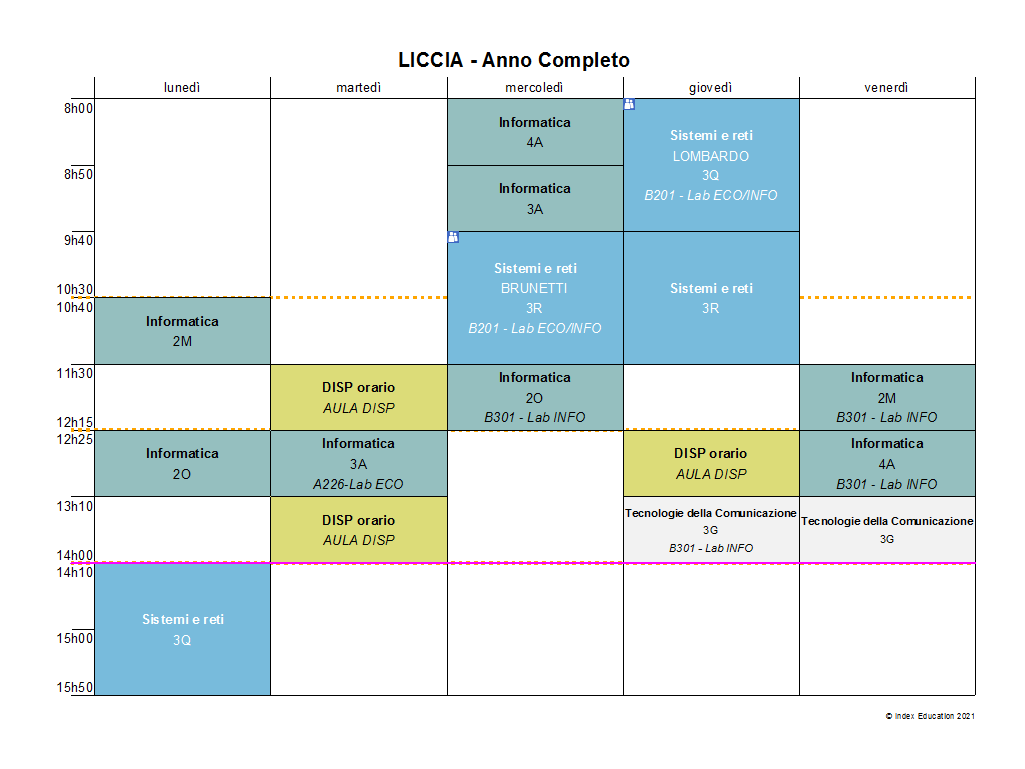 LICCIA - Anno Completo
lunedì martedì mercoledì giovedì venerdì
8h00
8h50
9h40
10h30
10h40
11h30
12h15
12h25
13h10
14h00
14h10
15h00
15h50
Informatica
2M
Informatica
2O
Sistemi e reti
3Q
DISP orario
AULA DISP
Informatica
3A
A226-Lab ECO
DISP orario
AULA DISP
Informatica
4A
Informatica
3A
Sistemi e reti
BRUNETTI
3R
B201 - Lab ECO/INFO
Informatica
2O
B301 - Lab INFO
Sistemi e reti
LOMBARDO
3Q
B201 - Lab ECO/INFO
Sistemi e reti
3R
DISP orario
AULA DISP
Tecnologie della Comunicazione
3G
B301 - Lab INFO
Informatica
2M
B301 - Lab INFO
Informatica
4A
B301 - Lab INFO
Tecnologie della Comunicazione
3G
© Index Education 2021